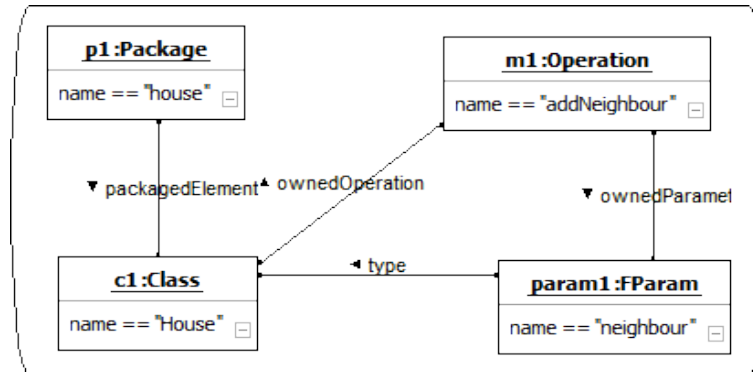 p1:Package
name == "house"
m1:Operation
name == "addNeighbour"
packagedElement
ownedOperation
ownedParamet
type
c1:Class
name == "House"
param1:FParam
name == "neighbour"